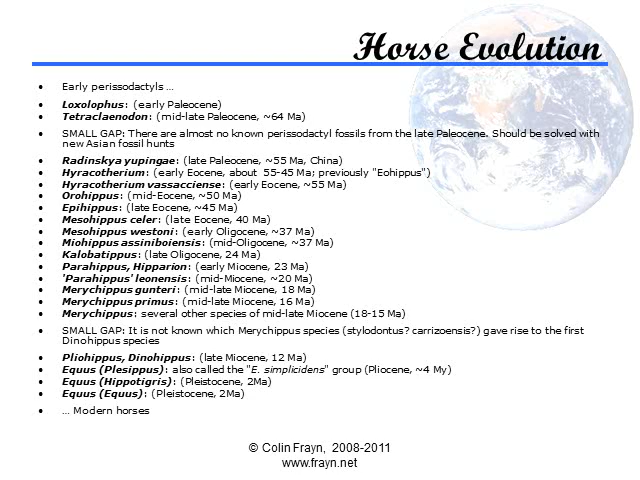 Horse Evolution
• Early perissodactyls ...
• Loxolophus: (early Paleocene)
• Tetraclaenodon: (mid-late Paleocene, ~64 Ma)
• SMALL GAP: There are almost no known perissodactyl fossils from the late Paleocene. Should be solved with
new Asian fossil hunts
• Radinskya yupingae: (late Paleocene, ~55 Ma, China)
• Hyracotherium: (early Eocene, about 55-45 Ma; previously "Eohippus")
• Hyracotherium vassacciense: (early Eocene, ~55 Ma)
• Orohippus: (mid-Eocene, ~50 Ma)
• Epihippus: (late Eocene, ~45 Ma)
• Mesohippus celer: (late Eocene, 40 Ma)
• Mesohippus westoni: (early Oligocene, ~37 Ma)
• Miohippus assiniboiensis: (mid-Oligocene, ~37 Ma)
• Kalobatippus: (late Oligocene, 24 Ma)
• Parahippus, Hipparion: (early Miocene, 23 Ma)
• 'Parahippus' leonensis: (mid-Miocene, ~20 Ma)
• Merychippus gunteri: (mid-late Miocene, 18 Ma)
• Merychippus primus: (mid-late Miocene, 16 Ma)
• Merychippus: several other species of mid-late Miocene (18-15 Ma)
• SMALL GAP: It is not known which Merychippus species (stylodontus? carrizoensis?) gave rise to the first
Dinohippus species
• Pliohippus, Dinohippus: (late Miocene, 12 Ma)
• Equus (Plesippus): also called the "E. simplicidens" group (Pliocene, ~4 My)
• Equus (Hippotigris): (Pleistocene, 2Ma)
• Equus (Equus): (Pleistocene, 2Ma)
• ... Modern horses
© Colin Frayn, 2008-2011
www.frayn.net